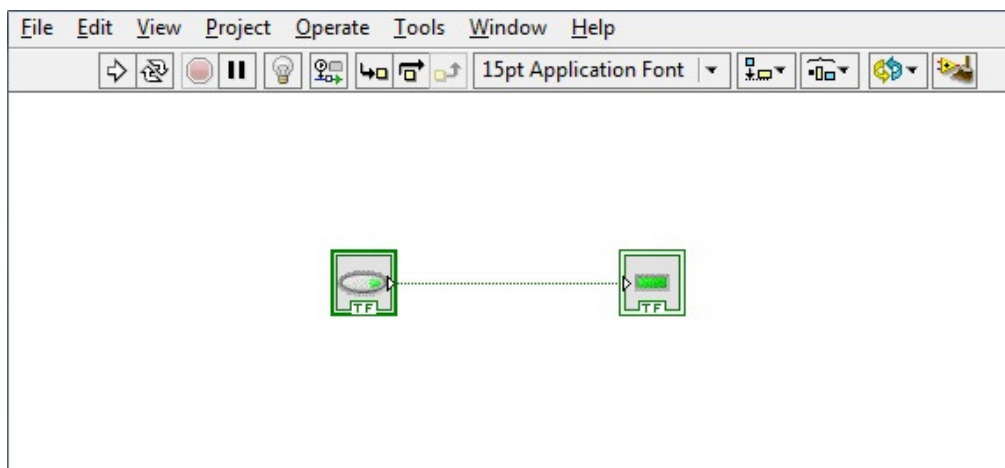 File Edit View Project Operate Tools Window Help
15pt Application Font
TF TF